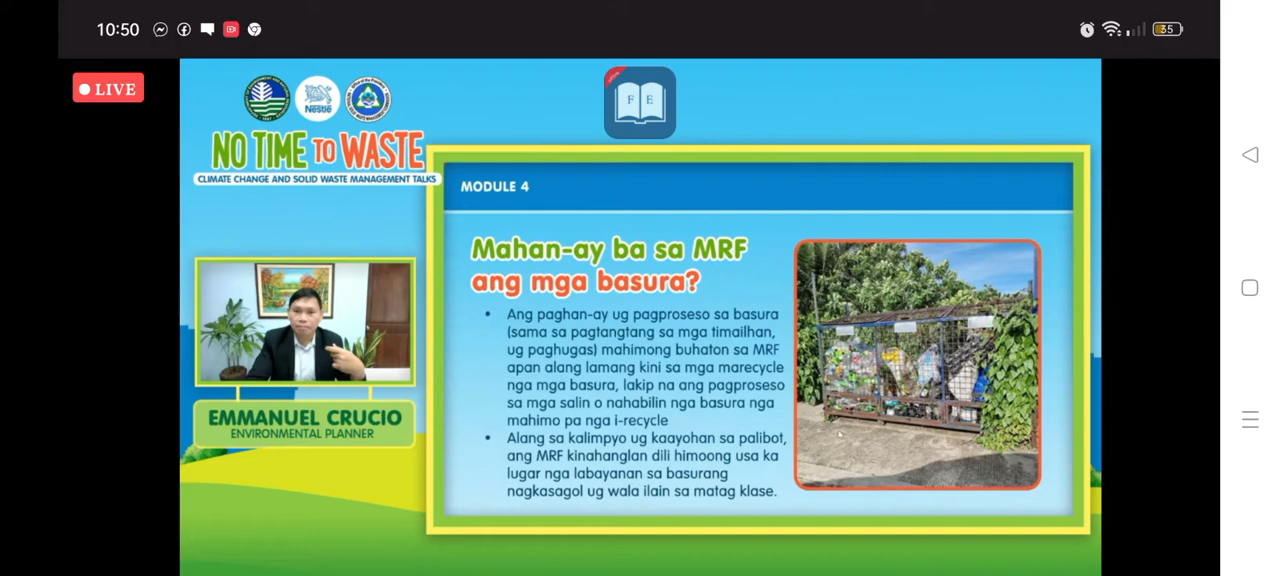 10:50
35
LIVE
Nestlé
F E
NO TIME TO WASTE
CLIMATE CHANGE AND SOLID WASTE MANAGEMENT TALKS
MODULE 4
Mahan-ay ba sa MRF
ang mga basura?
• Ang paghan-ay ug pagproseso sa basura
(sama sa pagtangtang sa mga timailhan,
ug paghugas) mahimong buhaton sa MRF
apan alang lamang kini sa mga marecycle
nga mga basura, lakip na ang pagproseso
sa mga salin o nahabilin nga basura nga
mahimo pa nga i-recycle
• Alang sa kalimpyo ug kaayohan sa palibot,
ang MRF kinahanglan dili himoong usa ka
lugar nga labayanan sa basurang
nagkasagol ug wala ilain sa matag klase.
EMMANUEL CRUCIO
ENVIRONMENTAL PLANNER